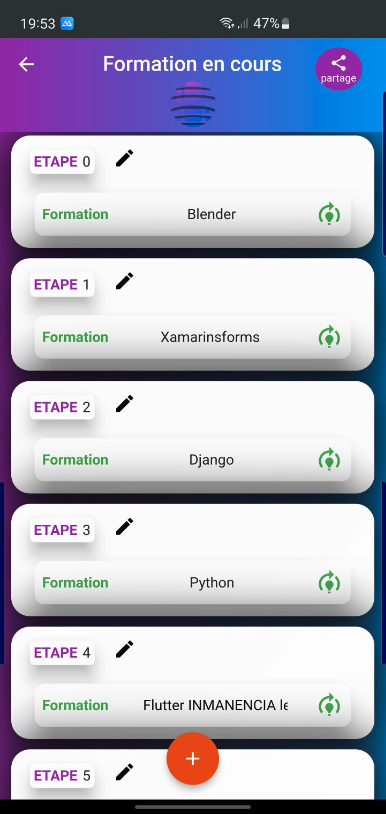 19:53 47%
Formation en cours
partage
ETAPE 0
Formation Blender
ETAPE 1
Formation Xamarinsforms
ETAPE 2
Formation Django
ETAPE 3
Formation Python
ETAPE 4
Formation Flutter INMANENCIA le
+
ETAPE 5